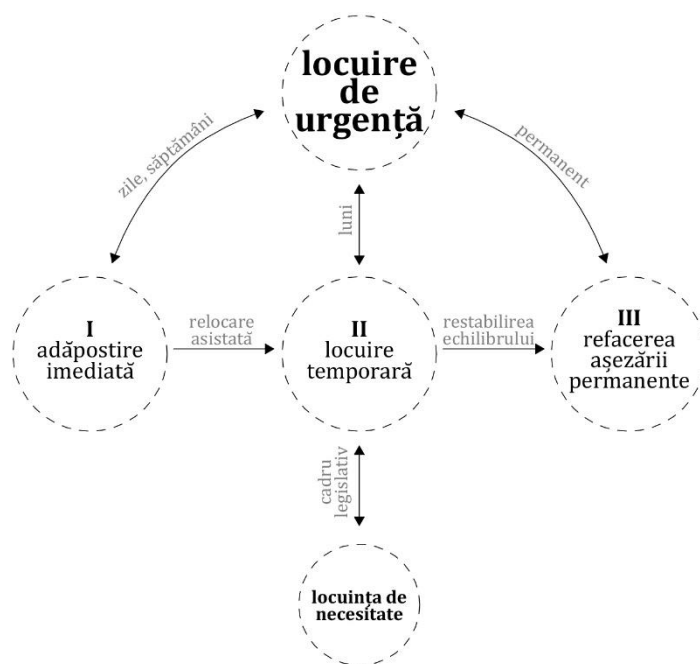 locuire
de
urgență
zile, săptămâni
luni
permanent
I
adăpostire
imediată
relocare
asistată
II
locuire
temporară
restabilirea
echilibrului
III
refacerea
așezării
permanente
cadru
legislativ
locuința de
necesitate